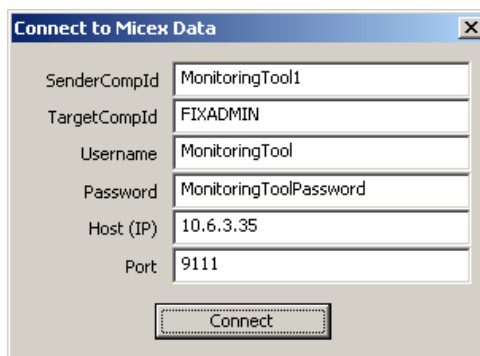 Connect to Micex Data
SenderCompId MonitoringTool1
TargetCompId FIXADMIN
Username MonitoringTool
Password MonitoringToolPassword
Host (IP) 10.6.3.35
Port 9111
Connect